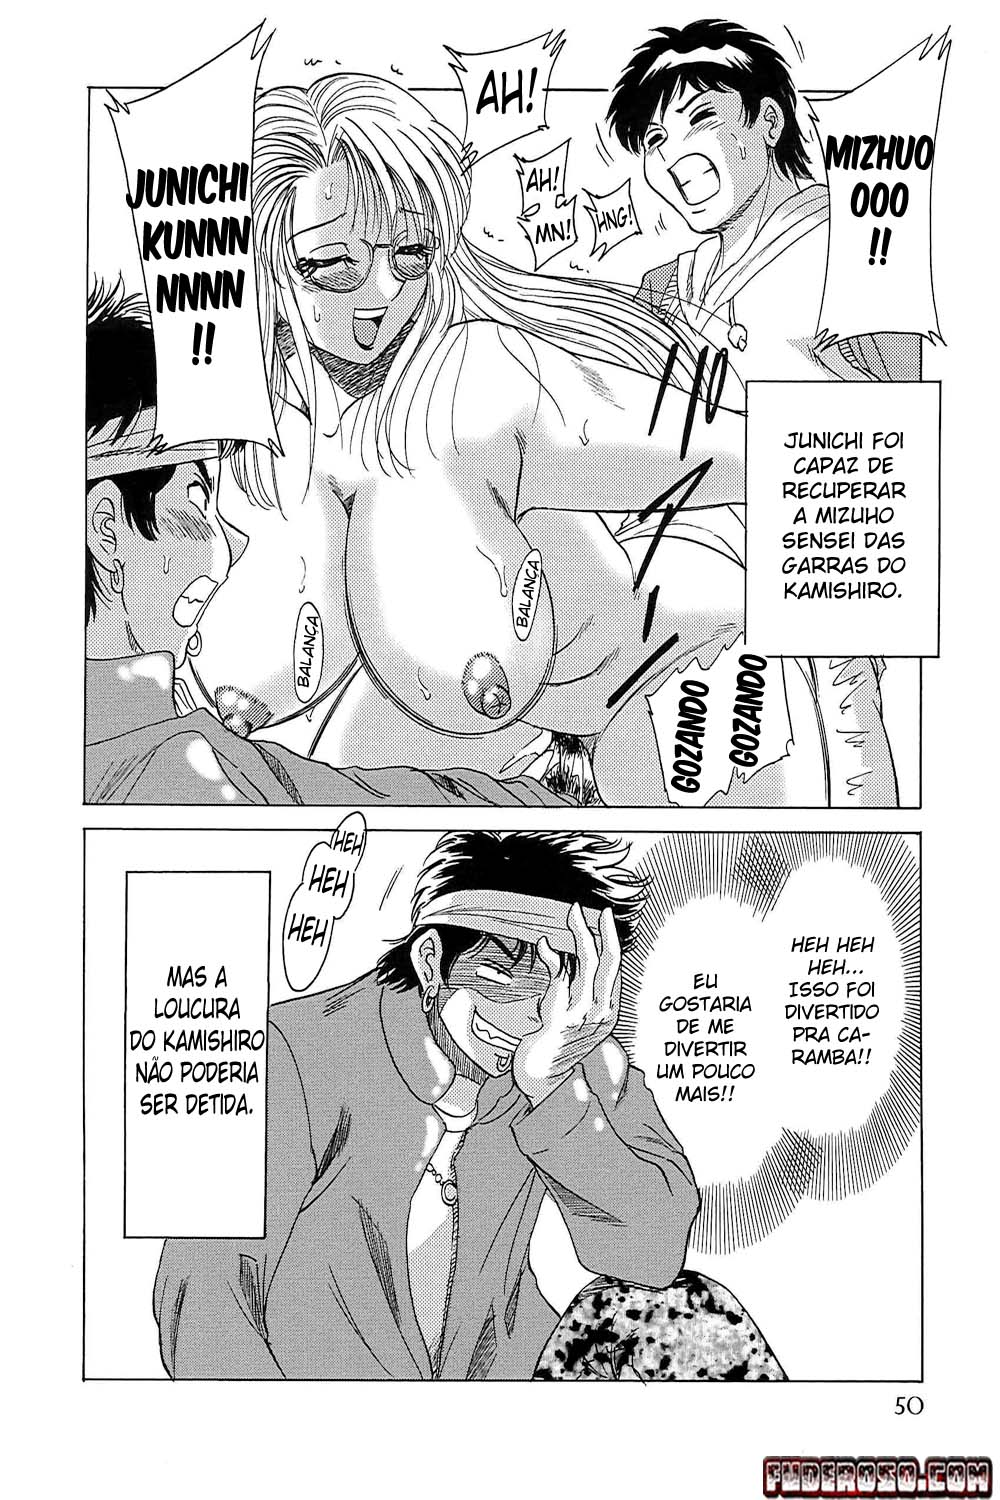 MIZHUO
OOO
!!
AH!
AH!
MN!
HNG!
JUNICHI
KUNNN
NNNN
!!
JUNICHI FOI
CAPAZ DE
RECUPERAR
A MIZUHO
SENSEI DAS
GARRAS DO
KAMISHIRO.
BALANÇA
BALANÇA
GOZANDO
GOZANDO
HEH HEH
HEH...
ISSO FOI
DIVERTIDO
PRA CA-
RAMBA!!
EU
GOSTARIA
DE ME
DIVERTIR
UM POUCO
MAIS!!
HEH
HEH
HEH
MAS A
LOUCURA
DO KAMISHIRO
NÃO PODERIA
SER DETIDA.
50
FUDEROSO.COM